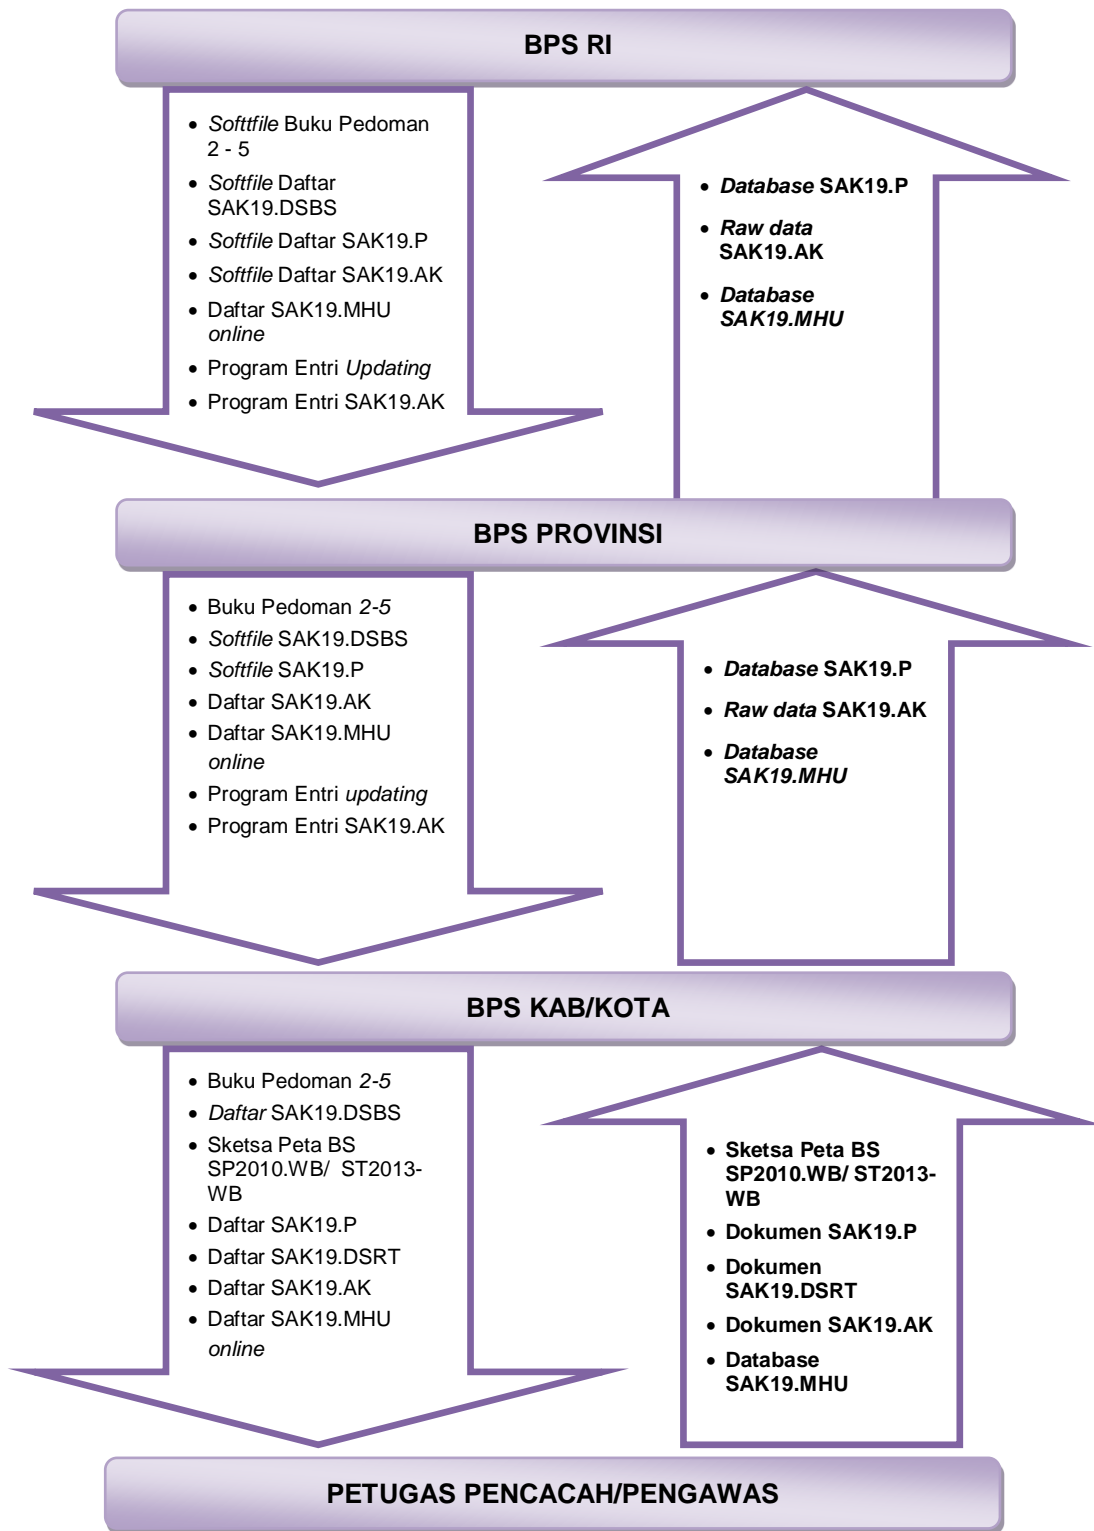 BPS RI
• Softtfile Buku Pedoman
2 - 5
• Softfile Daftar
SAK19.DSBS
• Softfile Daftar SAK19.P
• Softfile Daftar SAK19.AK
• Daftar SAK19.MHU
online
• Program Entri Updating
• Program Entri SAK19.AK
• Database SAK19.P
• Raw data
SAK19.AK
• Database
SAK19.MHU
BPS PROVINSI
• Buku Pedoman 2-5
• Softfile SAK19.DSBS
• Softfile SAK19.P
• Daftar SAK19.AK
• Daftar SAK19.MHU
online
• Program Entri updating
• Program Entri SAK19.AK
• Database SAK19.P
• Raw data SAK19.AK
• Database
SAK19.MHU
BPS KAB/KOTA
• Buku Pedoman 2-5
• Daftar SAK19.DSBS
• Sketsa Peta BS
SP2010.WB/ ST2013-
WB
• Daftar SAK19.P
• Daftar SAK19.DSRT
• Daftar SAK19.AK
• Daftar SAK19.MHU
online
• Sketsa Peta BS
SP2010.WB/ ST2013-
WB
• Dokumen SAK19.P
• Dokumen
SAK19.DSRT
• Dokumen SAK19.AK
• Database
SAK19.MHU
PETUGAS PENCACAH/PENGAWAS